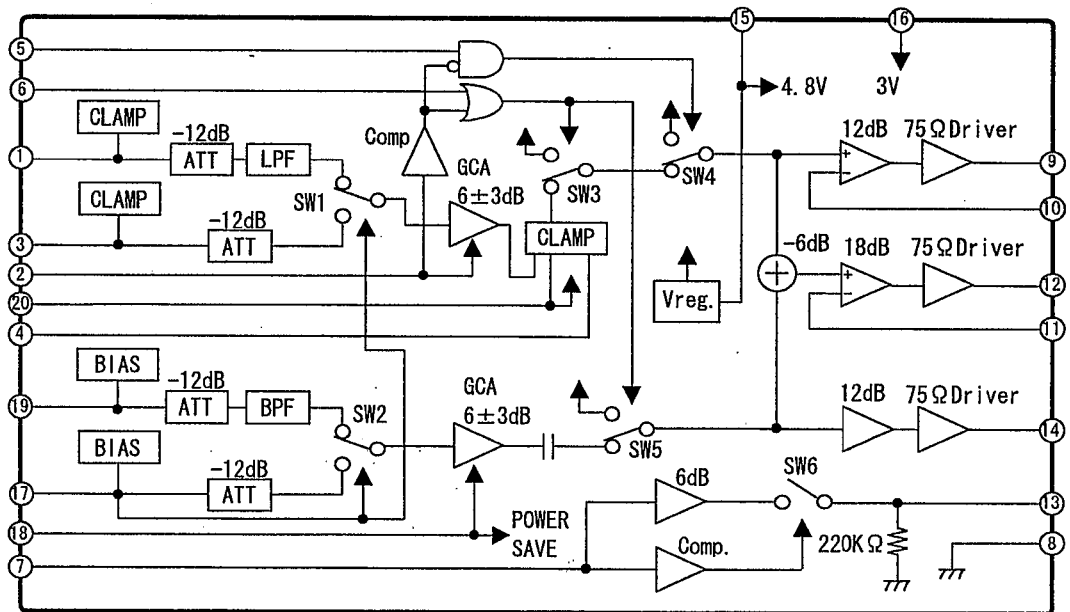 15
16
5
4.8V
6
3V
CLAMP
Comp
12dB
75ΩDriver
-12dB
GCA
1
ATT
LPF
6±3dB
SW3
SW4
9
CLAMP
SW1
10
-12dB
CLAMP
-6dB
18dB
75ΩDriver
3
ATT
2
Vreg.
12
20
11
4
BIAS
-12dB
GCA
12dB
75ΩDriver
19
ATT
BPF
SW2
6±3dB
14
BIAS
SW5
-12dB
6dB
SW6
17
ATT
13
18
POWER
SAVE
Comp.
220KΩ
8
7